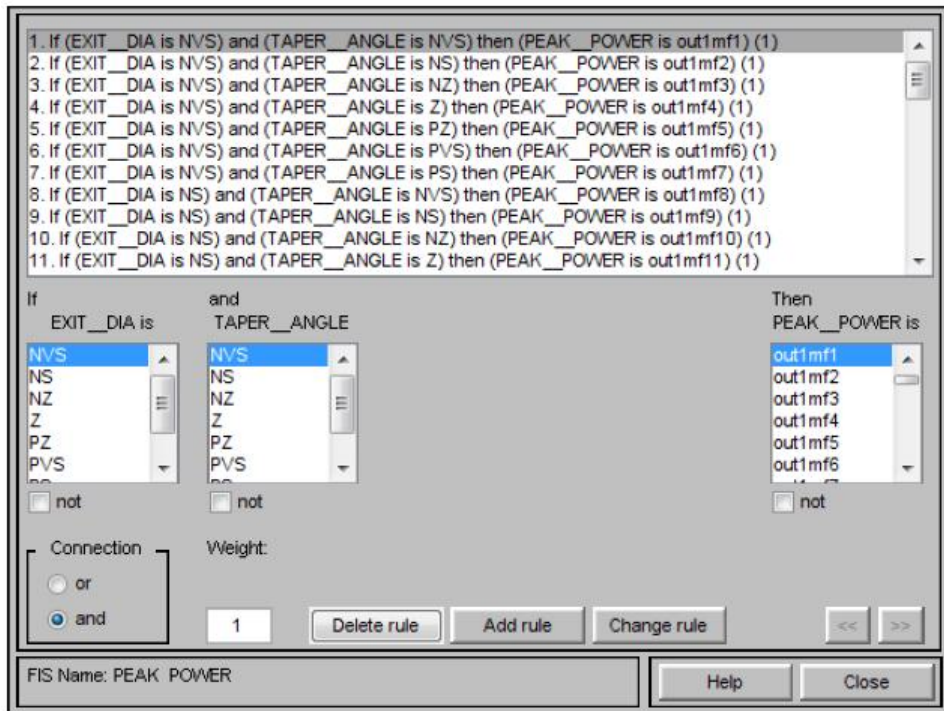 1. If (EXIT__DIA is NVS) and (TAPER__ANGLE is NVS) then (PEAK__POWER is out1mf1) (1)
2. If (EXIT__DIA is NVS) and (TAPER__ANGLE is NS) then (PEAK__POWER is out1mf2) (1)
3. If (EXIT__DIA is NVS) and (TAPER__ANGLE is NZ) then (PEAK__POWER is out1mf3) (1)
4. If (EXIT__DIA is NVS) and (TAPER__ANGLE is Z) then (PEAK__POWER is out1mf4) (1)
5. If (EXIT__DIA is NVS) and (TAPER__ANGLE is PZ) then (PEAK__POWER is out1mf5) (1)
6. If (EXIT__DIA is NVS) and (TAPER__ANGLE is PVS) then (PEAK__POWER is out1mf6) (1)
7. If (EXIT__DIA is NVS) and (TAPER__ANGLE is PS) then (PEAK__POWER is out1mf7) (1)
8. If (EXIT__DIA is NS) and (TAPER__ANGLE is NVS) then (PEAK__POWER is out1mf8) (1)
9. If (EXIT__DIA is NS) and (TAPER__ANGLE is NS) then (PEAK__POWER is out1mf9) (1)
10. If (EXIT__DIA is NS) and (TAPER__ANGLE is NZ) then (PEAK__POWER is out1mf10) (1)
11. If (EXIT__DIA is NS) and (TAPER__ANGLE is Z) then (PEAK__POWER is out1mf11) (1)
If
EXIT__DIA is
NVS
NS
NZ
Z
PZ
PVS
not
and
TAPER__ANGLE
NVS
NS
NZ
Z
PZ
PVS
not
Then
PEAK__POWER is
out1mf1
out1mf2
out1mf3
out1mf4
out1mf5
out1mf6
not
Connection
or
and
Weight:
1
Delete rule
Add rule
Change rule
<<
>>
FIS Name: PEAK POWER
Help
Close